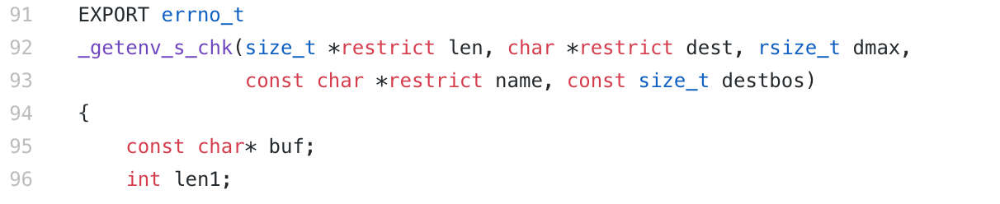 91 EXPORT errno_t
92 _getenv_s_chk(size_t *restrict len, char *restrict dest, rsize_t dmax,
93 const char *restrict name, const size_t destbos)
94 {
95 const char* buf;
96 int len1;